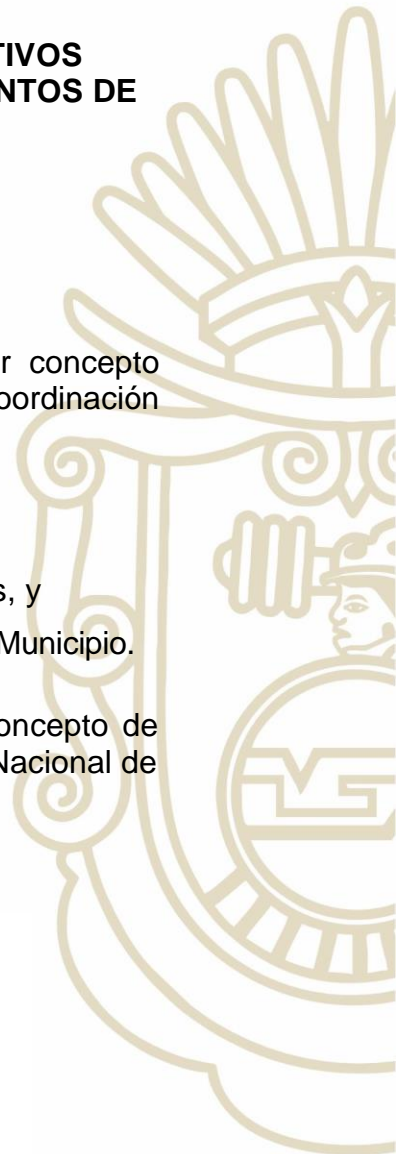 TIVOS
NTOS DE
r concepto
oordinación
s, y
Municipio.
oncepto de
Nacional de